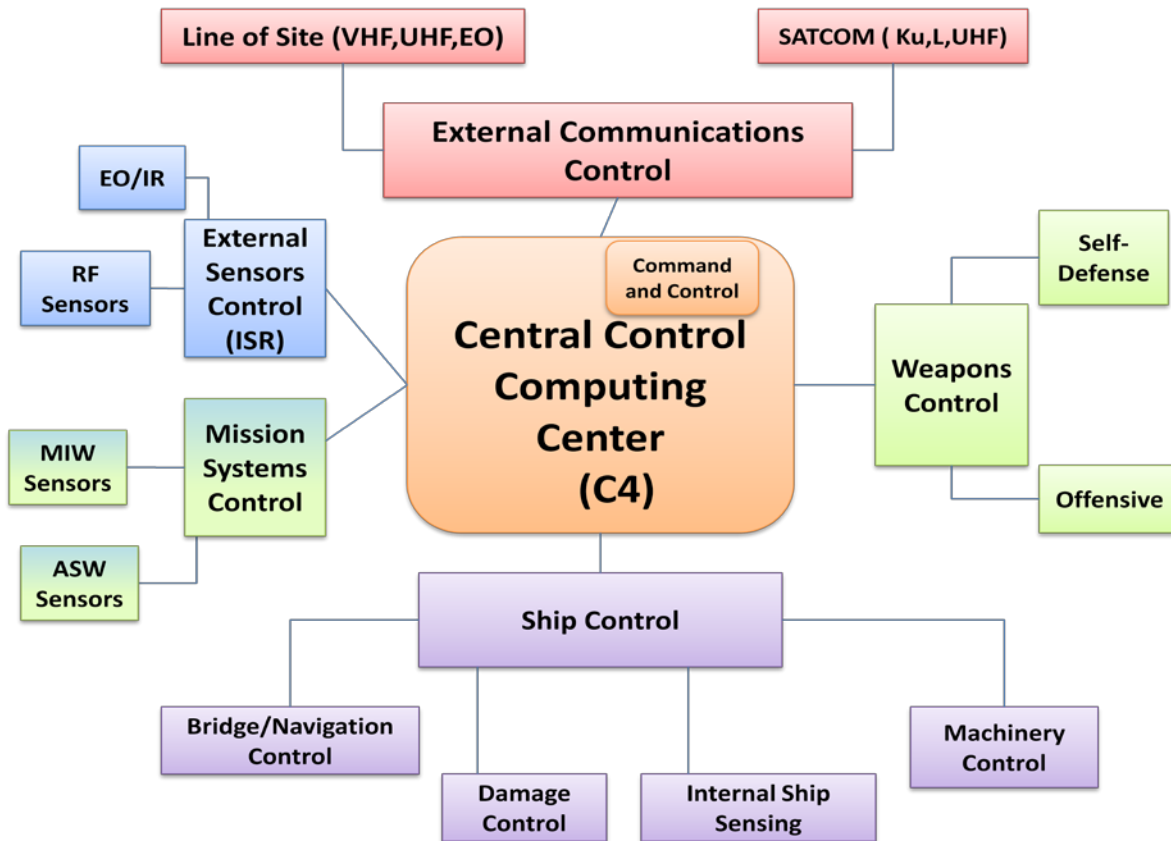 Line of Site (VHF,UHF,EO)
SATCOM ( Ku,L,UHF)
External Communications
Control
EO/IR
External
Sensors
Control
(ISR)
RF
Sensors
Command
and Control
Central Control
Computing
Center
(C4)
Self-
Defense
Weapons
Control
Offensive
Mission
Systems
Control
MIW
Sensors
ASW
Sensors
Ship Control
Bridge/Navigation
Control
Damage
Control
Internal Ship
Sensing
Machinery
Control